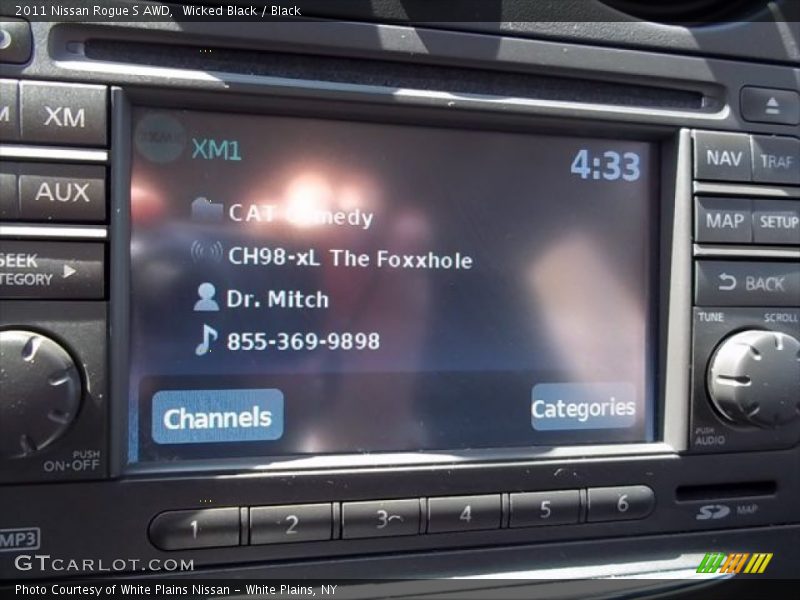 2011 Nissan Rogue S AWD, Wicked Black / Black
XM
AUX
SEEK
TEGORY
PUSH
ON•OFF
MP3
XM1
4:33
CAT
CH98-xL The Foxxhole
Dr. Mitch
855-369-9898
Channels
Categories
NAV
TRAF
MAP
SETUP
BACK
TUNE
SCROLL
PUSH
AUDIO
1
2
3
4
5
6
SD MAP
GTcarlot.com
Photo Courtesy of White Plains Nissan - White Plains, NY